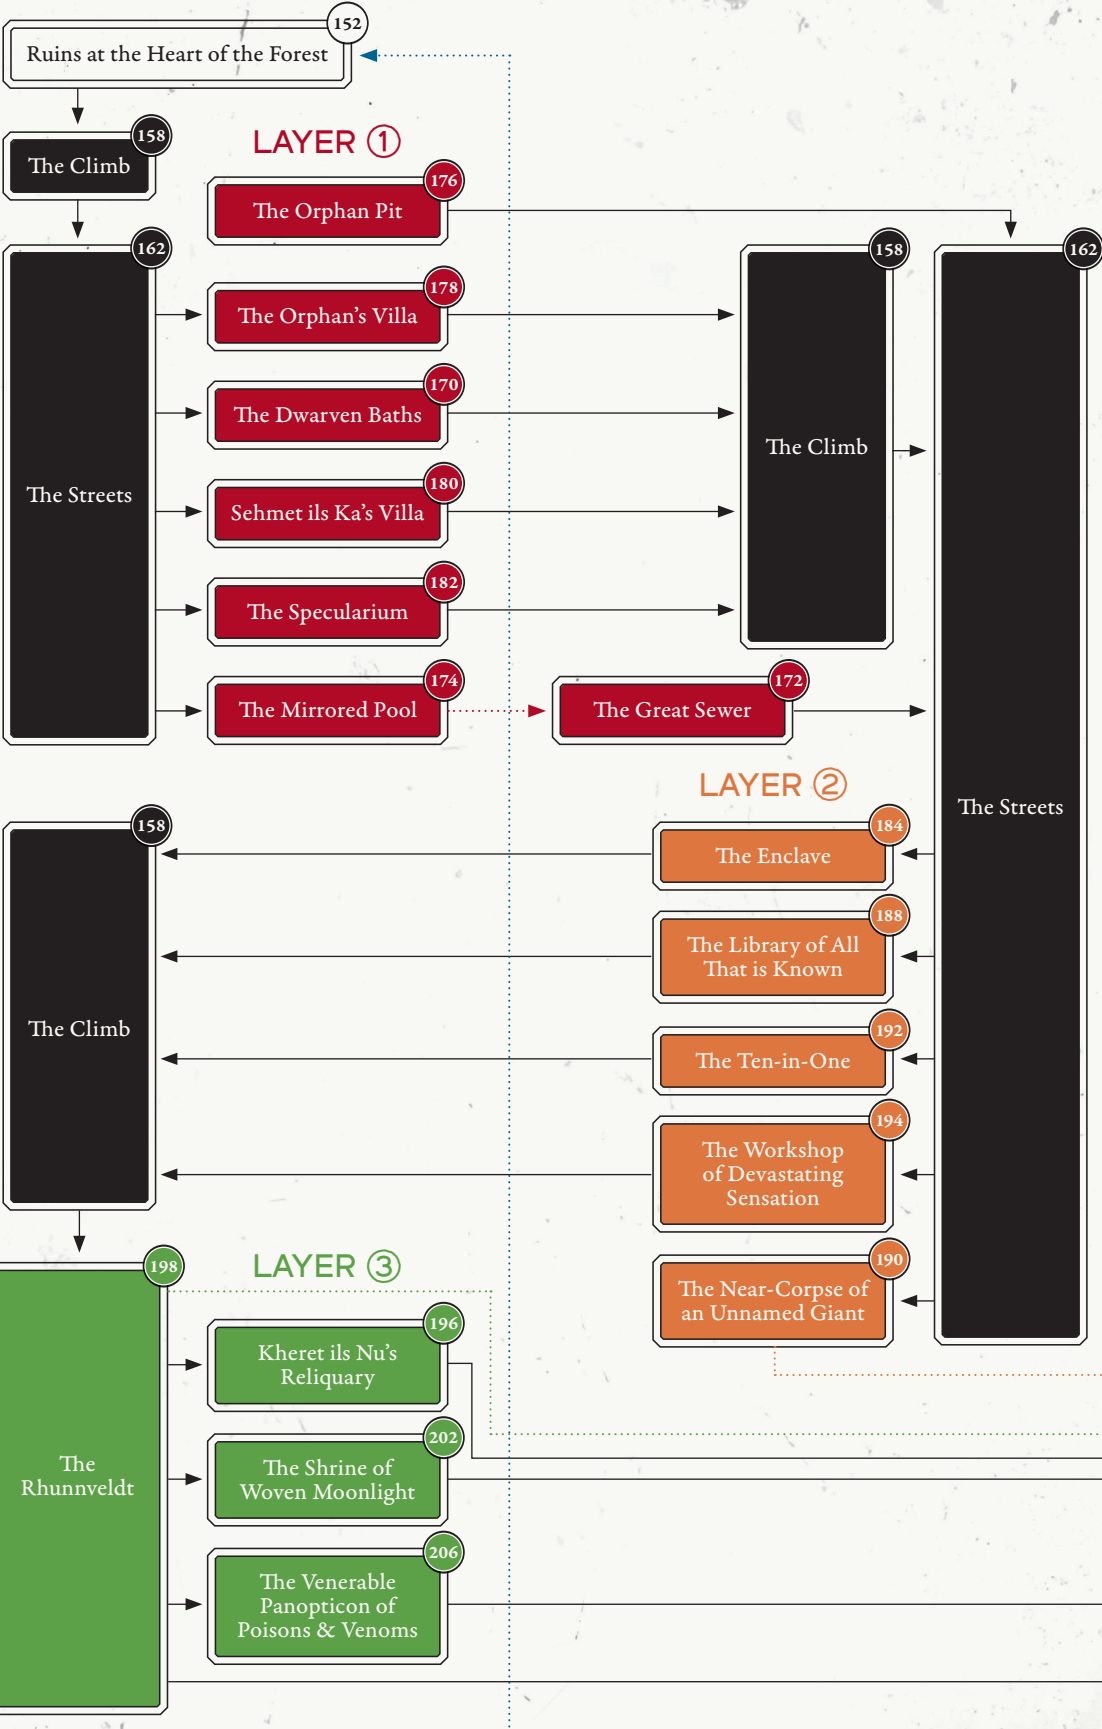 152
Ruins at the Heart of the Forest
158
The Climb
LAYER ①
176
The Orphan Pit
162
The Streets
178
The Orphan's Villa
170
The Dwarven Baths
180
Sehmet ils Ka's Villa
182
The Specularium
174
The Mirrored Pool
172
The Great Sewer
158
The Climb
162
The Streets
LAYER ②
184
The Enclave
188
The Library of All
That is Known
192
The Ten-in-One
194
The Workshop
of Devastating
Sensation
190
The Near-Corpse of
an Unnamed Giant
158
The Climb
LAYER ③
198
The
Rhunnveldt
196
Kheret ils Nu's
Reliquary
202
The Shrine of
Woven Moonlight
206
The Venerable
Panopticon of
Poisons & Venoms